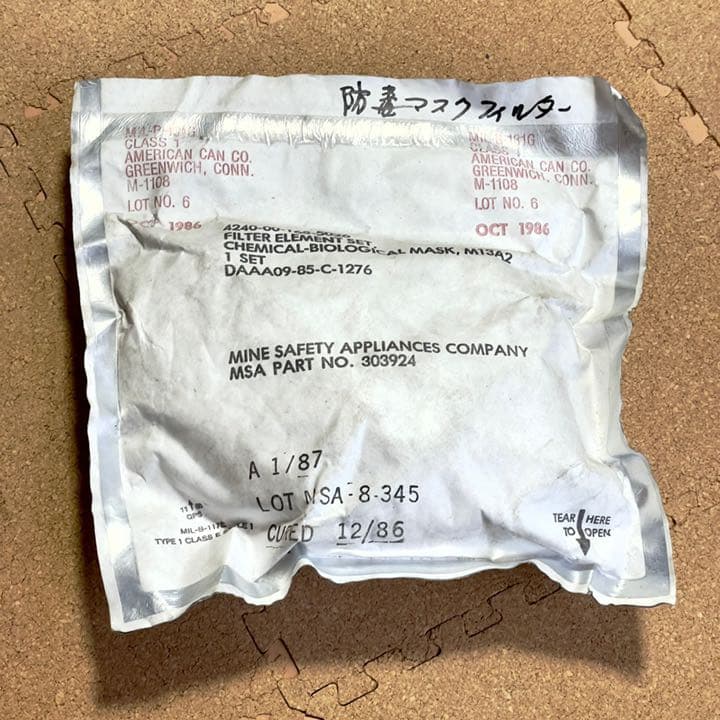 防毒マスクフィルター
CLASS 1
AMERICAN CAN CO.
GREENWICH, CONN.
M-1108
LOT NO. 6
OCT 1986
CLASS
AMERICAN CAN CO.
GREENWICH, CONN.
M-1108
LOT NO. 6
OCT 1986
FILTER ELEMENT SET,
CHEMICAL-BIOLOGICAL MASK, M13A2
1 SET
DAAA09-85-C-1276
MINE SAFETY APPLIANCES COMPANY
MSA PART NO. 303924
A 1/87
LOT MSA-8-345
CURED 12/86
TYPE 1 CLASS E
TEAR HERE
TO OPEN